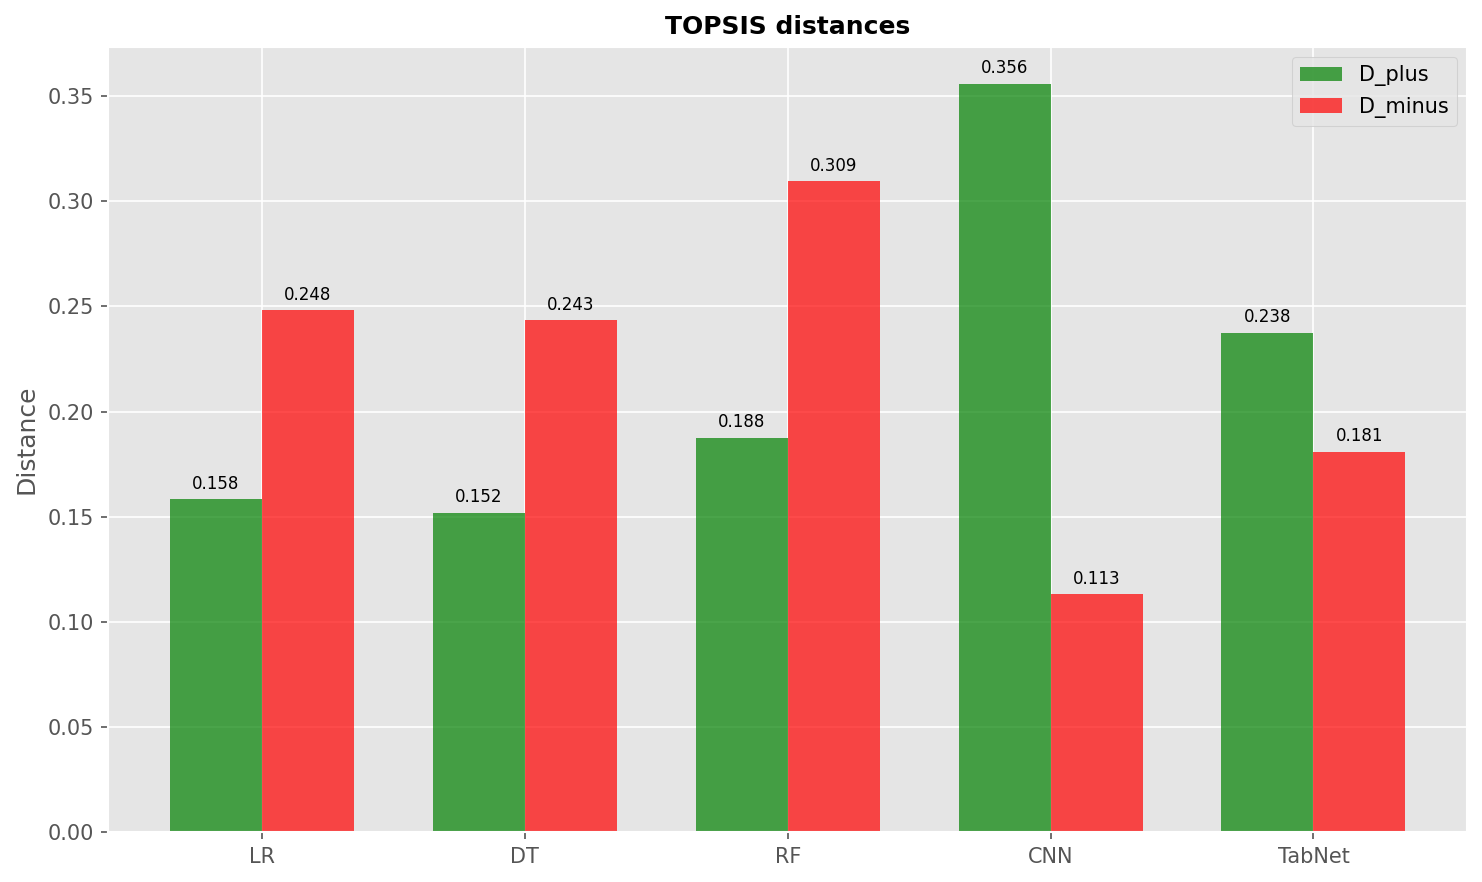 TOPSIS distances
D_plus
D_minus
Distance
0.35
0.30
0.25
0.20
0.15
0.10
0.05
0.00
0.158
0.248
0.152
0.243
0.188
0.309
0.356
0.113
0.238
0.181
LR
DT
RF
CNN
TabNet